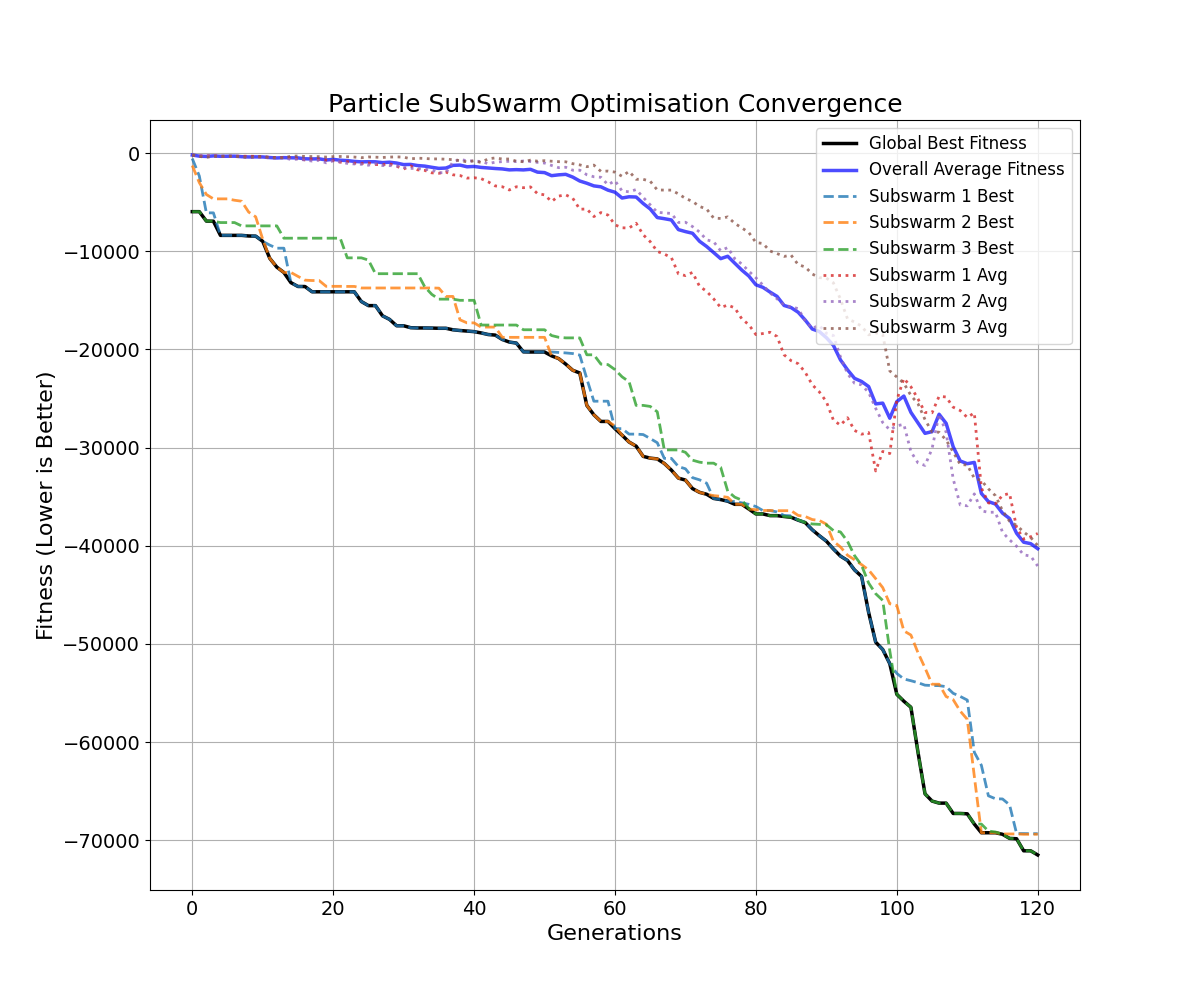 Particle SubSwarm Optimisation Convergence
Global Best Fitness
Overall Average Fitness
Subswarm 1 Best
Subswarm 2 Best
Subswarm 3 Best
Subswarm 1 Avg
Subswarm 2 Avg
Subswarm 3 Avg
Fitness (Lower is Better)
0
−10000
−20000
−30000
−40000
−50000
−60000
−70000
0 20 40 60 80 100 120
Generations